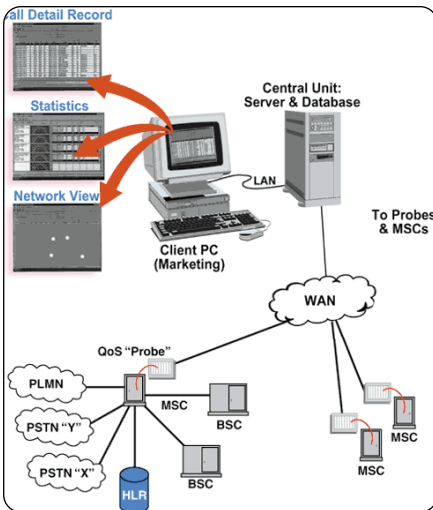 all Detail Record
Statistics
Network View
Central Unit:
Server & Database
LAN
Client PC
(Marketing)
To Probes
& MSCs
WAN
QoS “Probe”
PLMN
MSC
BSC
PSTN “Y”
PSTN “X”
HLR
BSC
MSC
MSC